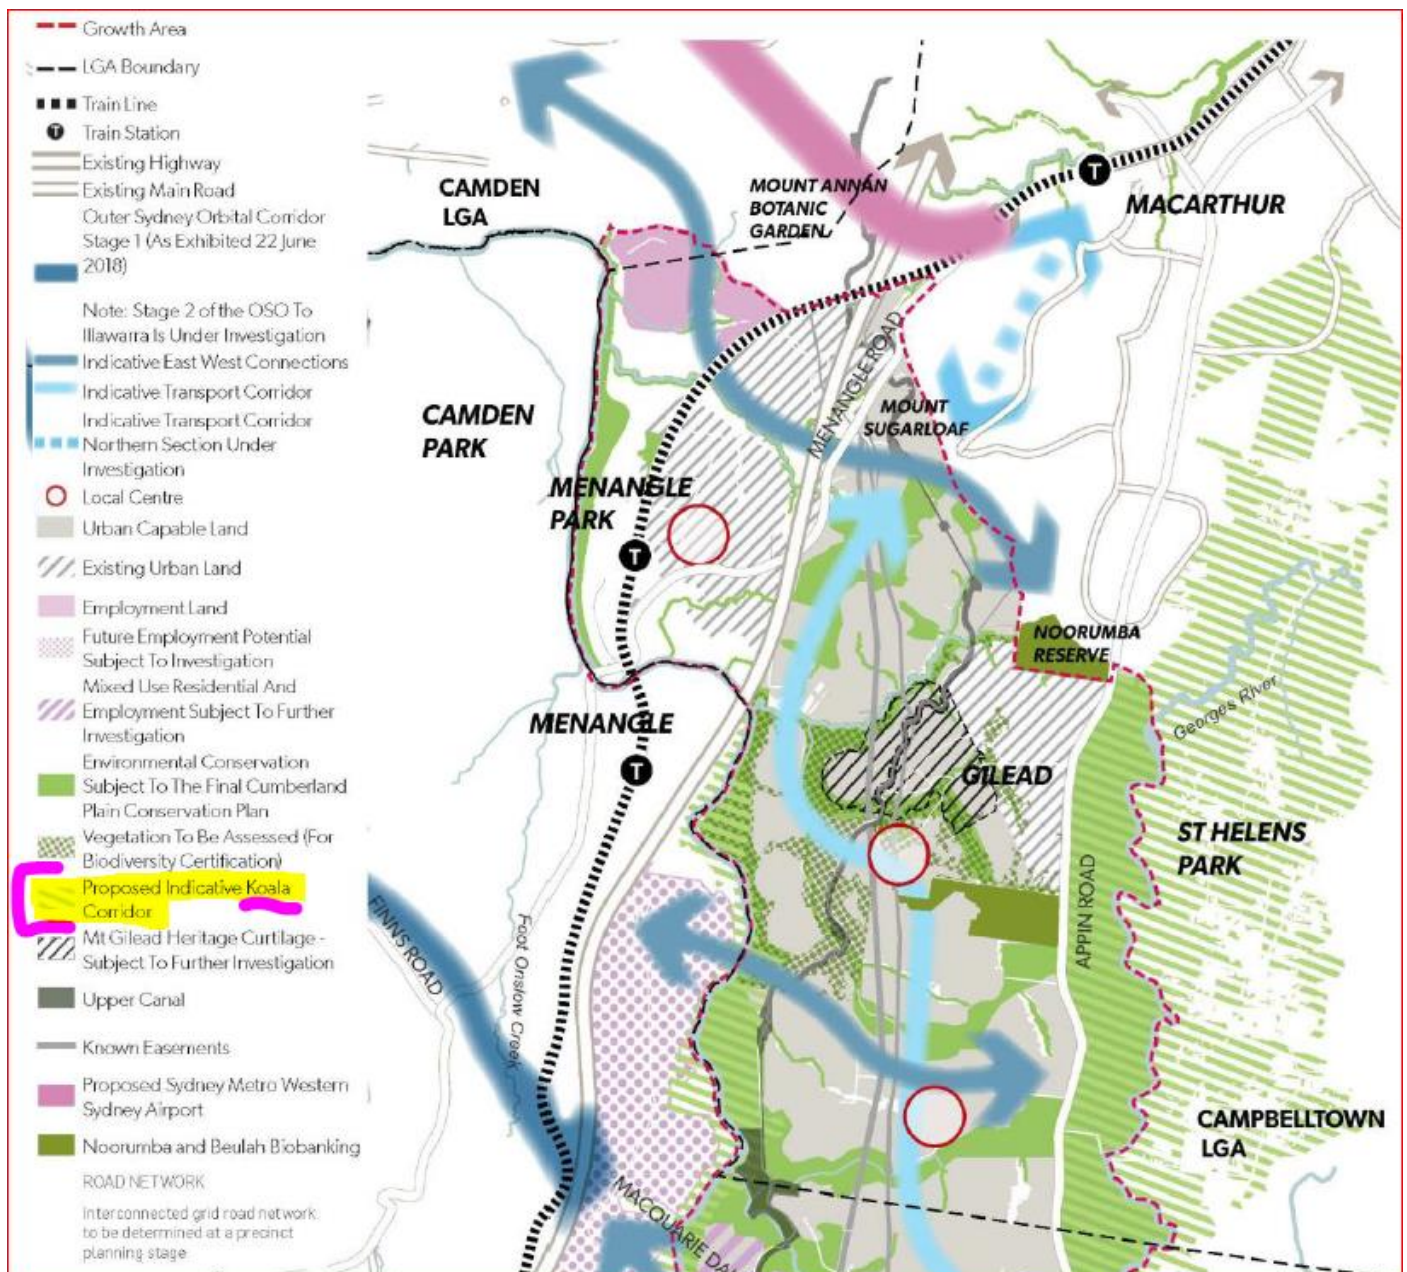 Growth Area
LGA Boundary
Train Line
T
Train Station
Existing Highway
Existing Main Road
Outer Sydney Orbital Corridor
Stage 1 (As Exhibited 22 June
2018)
Note: Stage 2 of the OSO To
Illawarra Is Under Investigation
Indicative East West Connections
Indicative Transport Corridor
Indicative Transport Corridor
Northern Section Under
Investigation
Local Centre
Urban Capable Land
Existing Urban Land
Employment Land
Future Employment Potential
Subject To Investigation
Mixed Use Residential And
Employment Subject To Further
Investigation
Environmental Conservation
Subject To The Final Cumberland
Plain Conservation Plan
Vegetation To Be Assessed (For
Biodiversity Certification)
Proposed Indicative Koala
Corridor
Mt Gilead Heritage Curtilage -
Subject To Further Investigation
Upper Canal
Known Easements
Proposed Sydney Metro Western
Sydney Airport
Noorumba and Beulah Biobanking
ROAD NETWORK
Interconnected grid road network
to be determined at a precinct
planning stage
CAMDEN
LGA
MOUNT ANNAN
BOTANIC
GARDEN
T
MACARTHUR
MENANGLE ROAD
CAMDEN
PARK
MOUNT
SUGARLOAF
MENANGLE
PARK
T
NOORUMBA
RESERVE
Georges River
MENANGLE
T
GILEAD
ST HELENS
PARK
APPIN ROAD
FINNS ROAD
Foot Onslow Creek
CAMPBELLTOWN
LGA
MACQUARIE DA